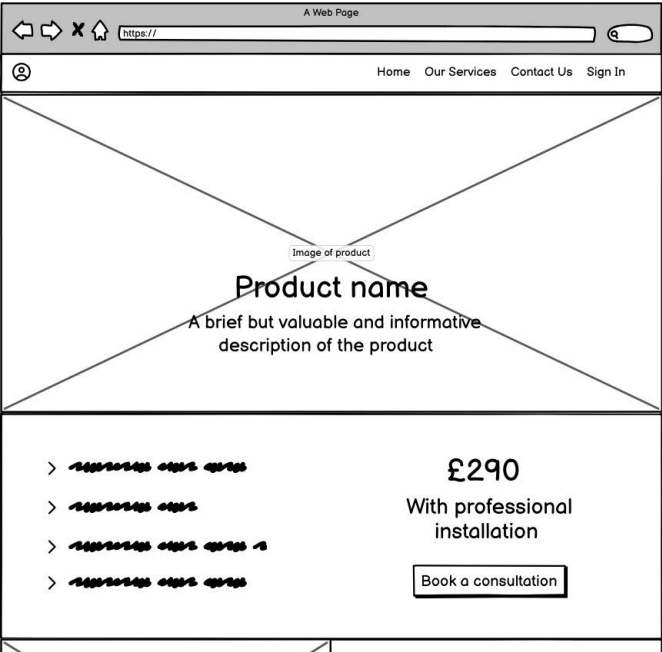 A Web Page
https://
Home Our Services Contact Us Sign In
Image of product
Product name
A brief but valuable and informative
description of the product
£290
With professional
installation
Book a consultation